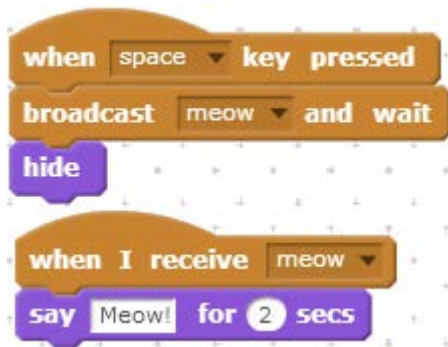 when space key pressed
broadcast meow and wait
hide
when I receive meow
say Meow! for 2 secs